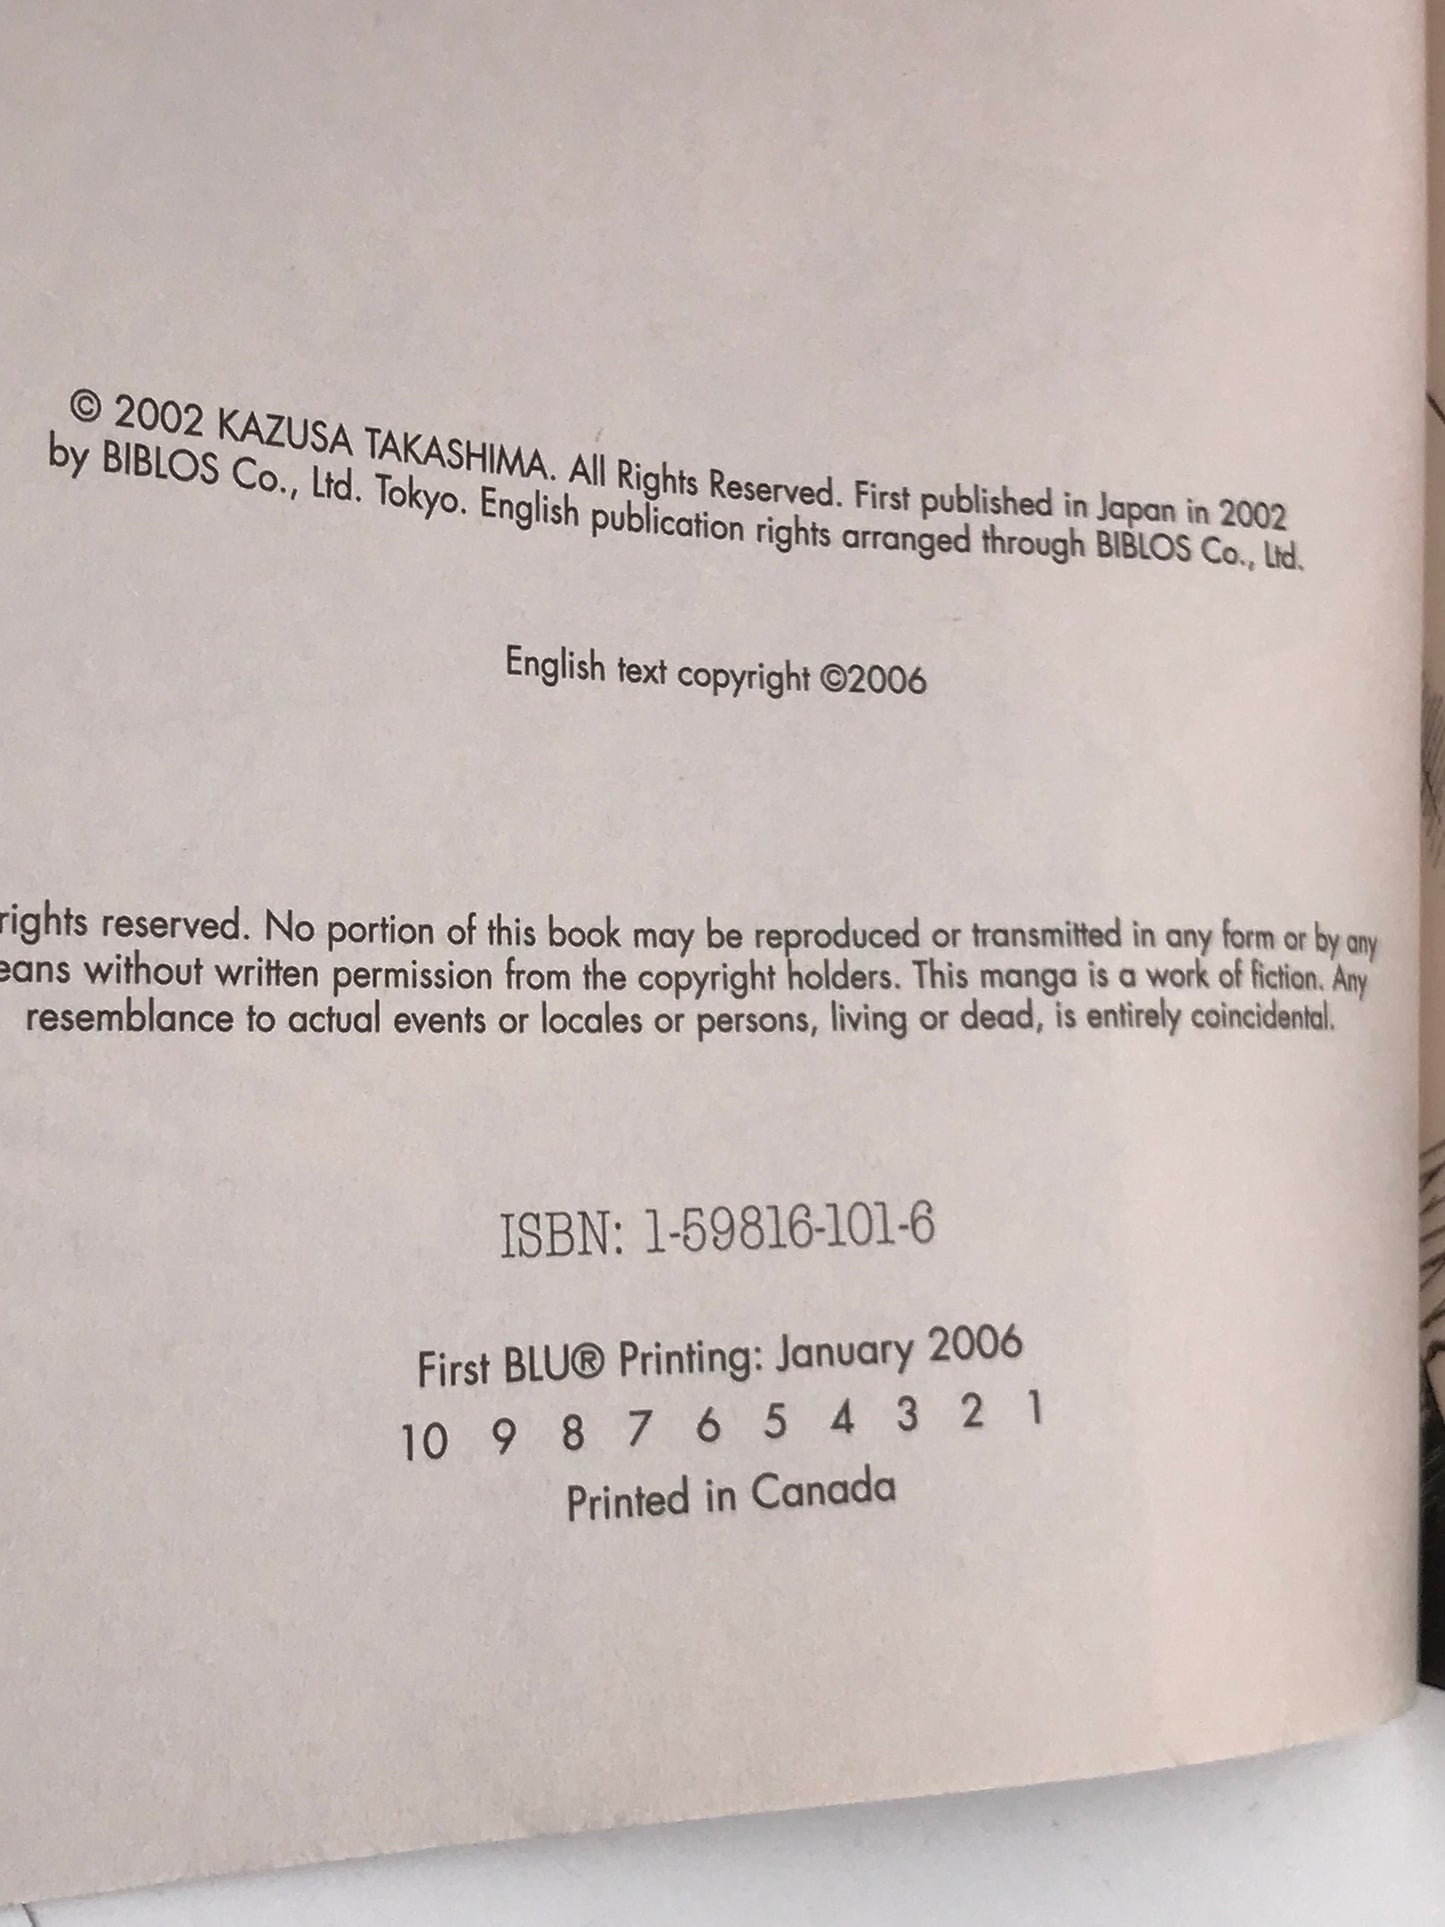 © 2002 KAZUSA TAKASHIMA. All Rights Reserved. First published in Japan in 2002
by BIBLOS Co., Ltd. Tokyo. English publication rights arranged through BIBLOS Co., Ltd.
English text copyright ©2006
rights reserved. No portion of this book may be reproduced or transmitted in any form or by any
eans without written permission from the copyright holders. This manga is a work of fiction. Any
resemblance to actual events or locales or persons, living or dead, is entirely coincidental.
ISBN: 1-59816-101-6
First BLU® Printing: January 2006
10 9 8 7 6 5 4 3 2 1
Printed in Canada